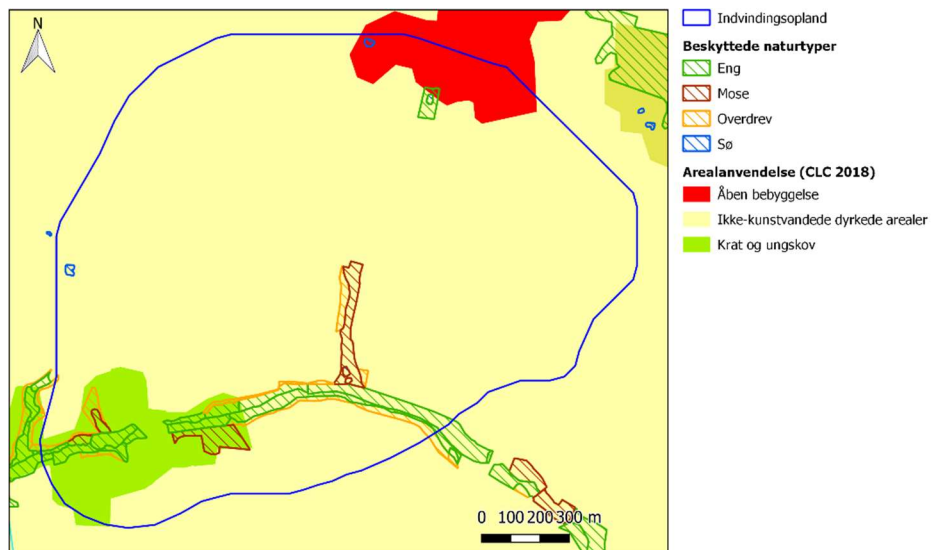 N
Indvindingsopland
Beskyttede naturtyper
Eng
Mose
Overdrev
Sø
Arealanvendelse (CLC 2018)
Åben bebyggelse
Ikke-kunstvandede dyrkede arealer
Krat og ungskov
0 100 200 300 m